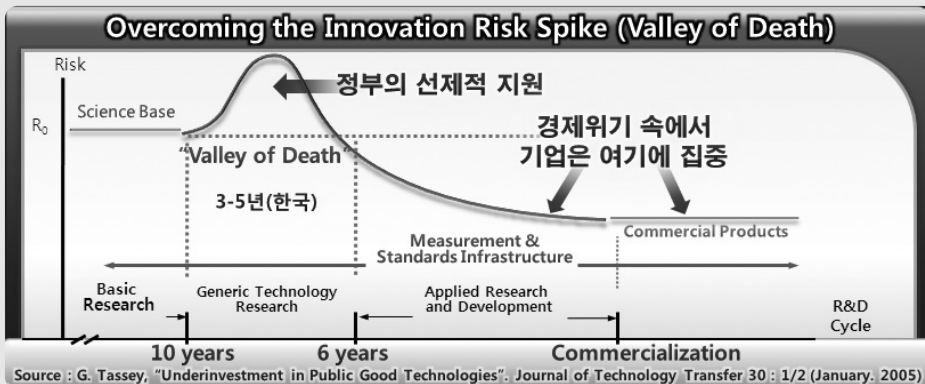 Overcoming the Innovation Risk Spike (Valley of Death)
Risk
정부의 선제적 지원
Science Base
R₀
경제위기 속에서
기업은 여기에 집중
"Valley of Death"
3-5년(한국)
Commercial Products
Measurement &
Standards Infrastructure
Basic
Research
Generic Technology
Research
Applied Research
and Development
R&D
Cycle
10 years
6 years
Commercialization
Source : G. Tassey, “Underinvestment in Public Good Technologies”. Journal of Technology Transfer 30 : 1/2 (January. 2005)